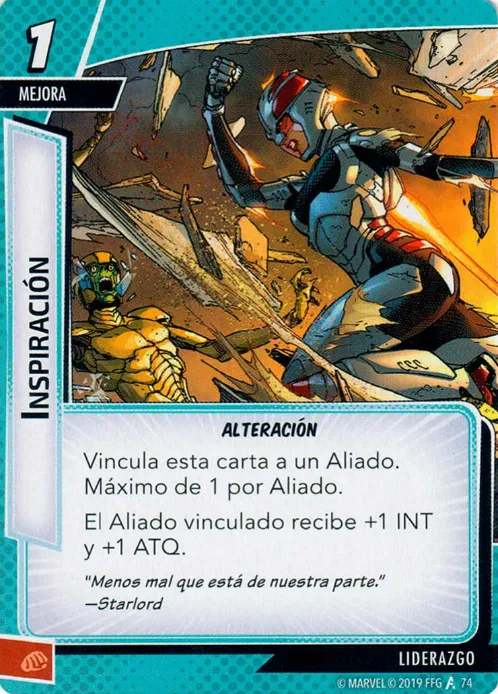 1
MEJORA
INSPIRACIÓN
ALTERACIÓN
Vincula esta carta a un Aliado.
Máximo de 1 por Aliado.
El Aliado vinculado recibe +1 INT
y +1 ATQ.
"Menos mal que está de nuestra parte."
—Starlord
LIDERAZGO
© MARVEL © 2019 FFG 74